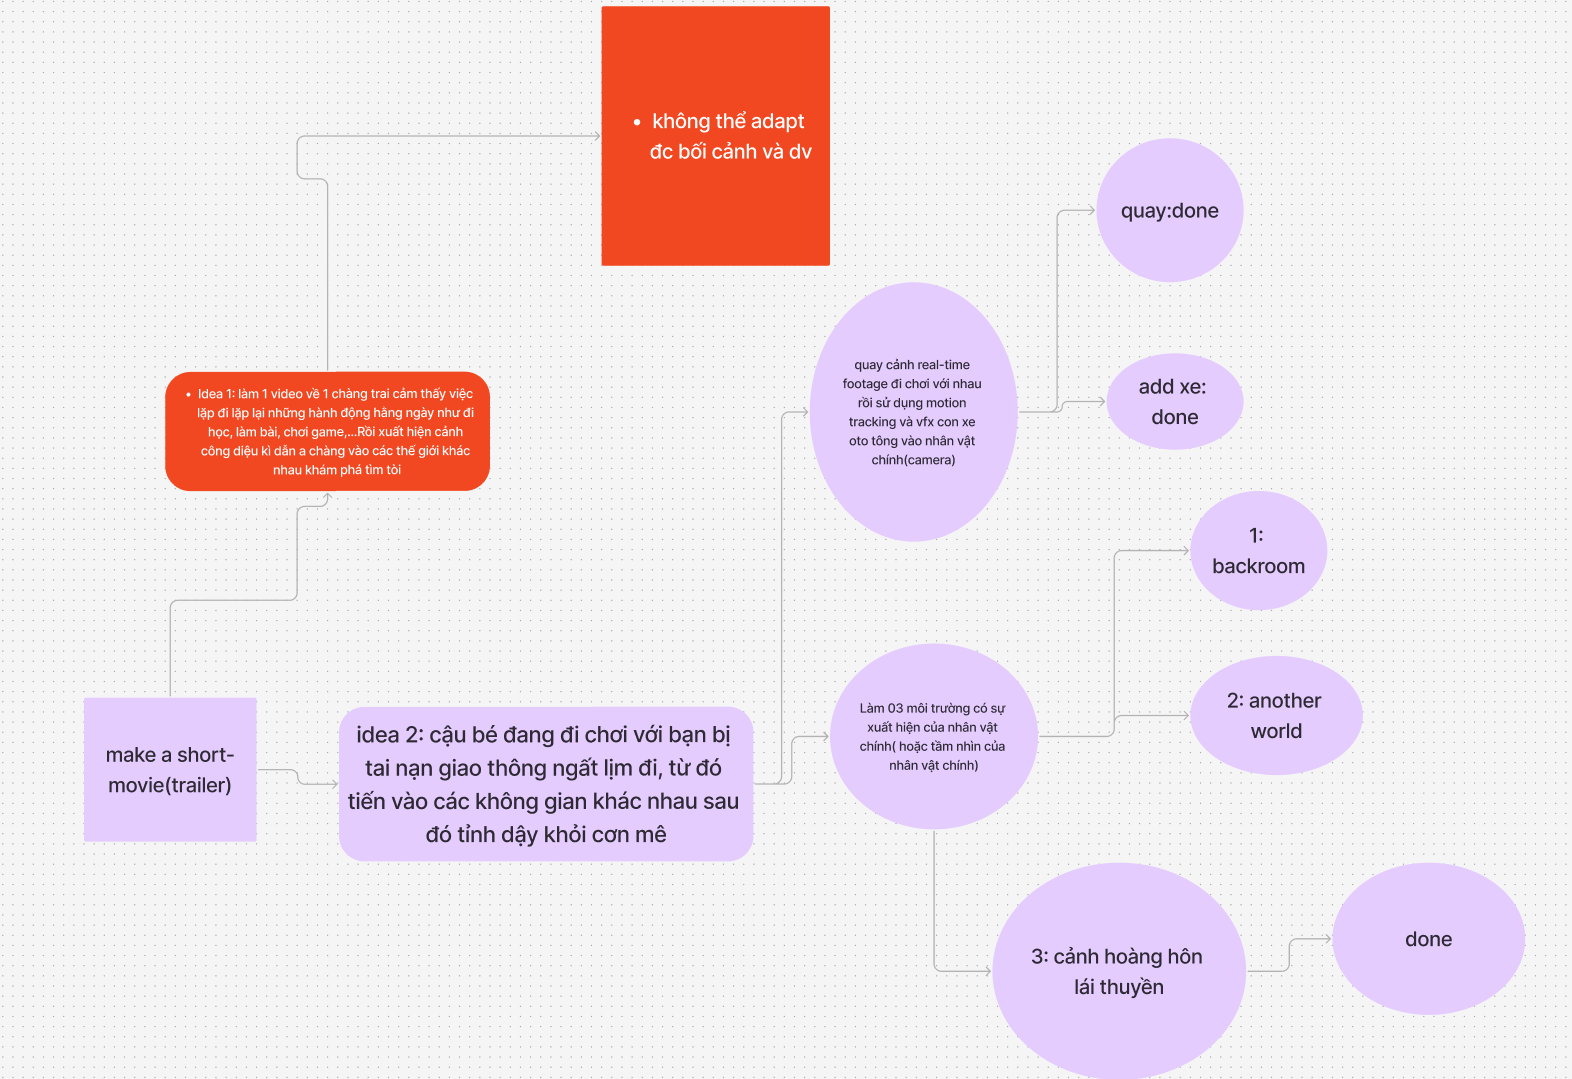 • không thể adapt
đc bối cảnh và dv
quay:done
quay cảnh real-time
footage đi chơi với nhau
rồi sử dụng motion
tracking và vfx con xe
oto tông vào nhân vật
chính(camera)
add xe:
done
• Idea 1: làm 1 video về 1 chàng trai cảm thấy việc
lặp đi lặp lại những hành động hằng ngày như đi
học, làm bài, chơi game,...Rồi xuất hiện cảnh
công diệu kì dẫn a chàng vào các thế giới khác
nhau khám phá tìm tòi
1:
backroom
make a short-
movie(trailer)
idea 2: cậu bé đang đi chơi với bạn bị
tai nạn giao thông ngất lịm đi, từ đó
tiến vào các không gian khác nhau sau
đó tỉnh dậy khỏi cơn mê
Làm 03 môi trường có sự
xuất hiện của nhân vật
chính( hoặc tầm nhìn của
nhân vật chính)
2: another
world
3: cảnh hoàng hôn
lái thuyền
done